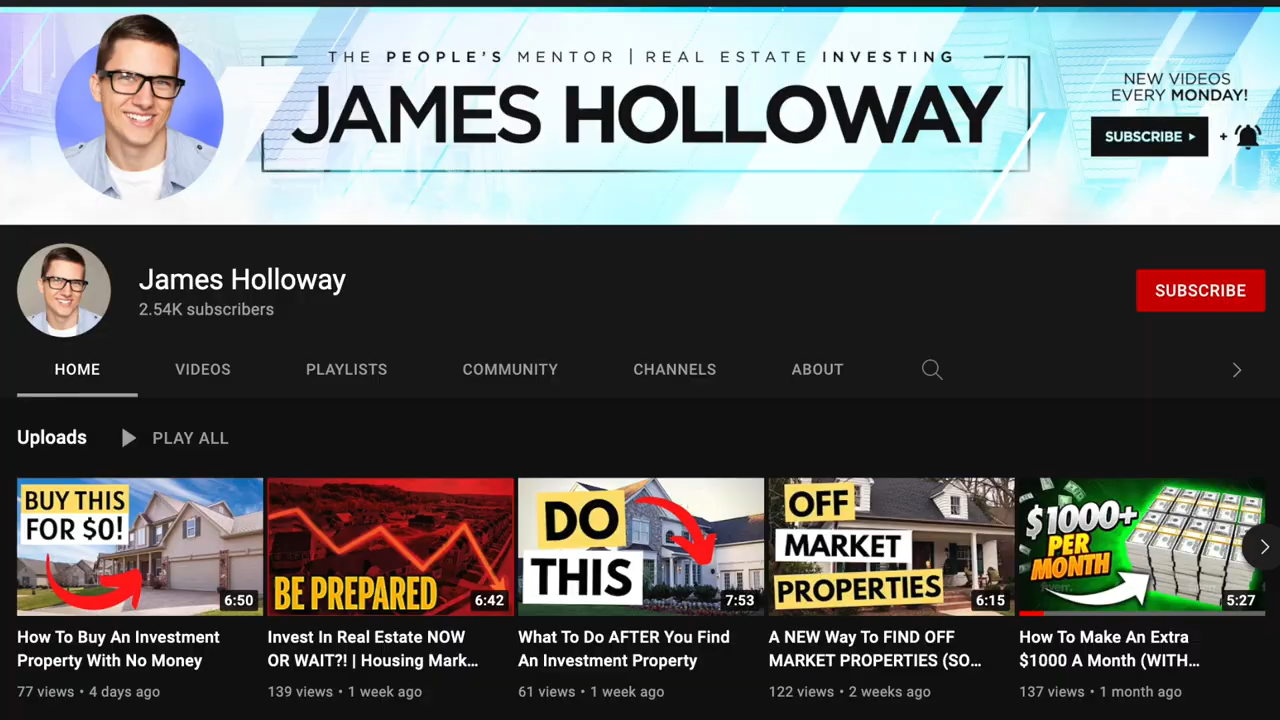 THE PEOPLE'S MENTOR | REAL ESTATE INVESTING
JAMES HOLLOWAY
NEW VIDEOS
EVERY MONDAY!
SUBSCRIBE
+
James Holloway
2.54K subscribers
SUBSCRIBE
HOME VIDEOS PLAYLISTS COMMUNITY CHANNELS ABOUT
Uploads PLAY ALL
BUY THIS
FOR $0!
6:50
BE PREPARED
6:42
DO
THIS
7:53
OFF
MARKET
PROPERTIES
6:15
$1000+
PER
MONTH
5:27
How To Buy An Investment
Property With No Money
77 views • 4 days ago
Invest In Real Estate NOW
OR WAIT?! | Housing Mark...
139 views • 1 week ago
What To Do AFTER You Find
An Investment Property
61 views • 1 week ago
A NEW Way To FIND OFF
MARKET PROPERTIES (SO...
122 views • 2 weeks ago
How To Make An Extra
$1000 A Month (WITH...
137 views • 1 month ago